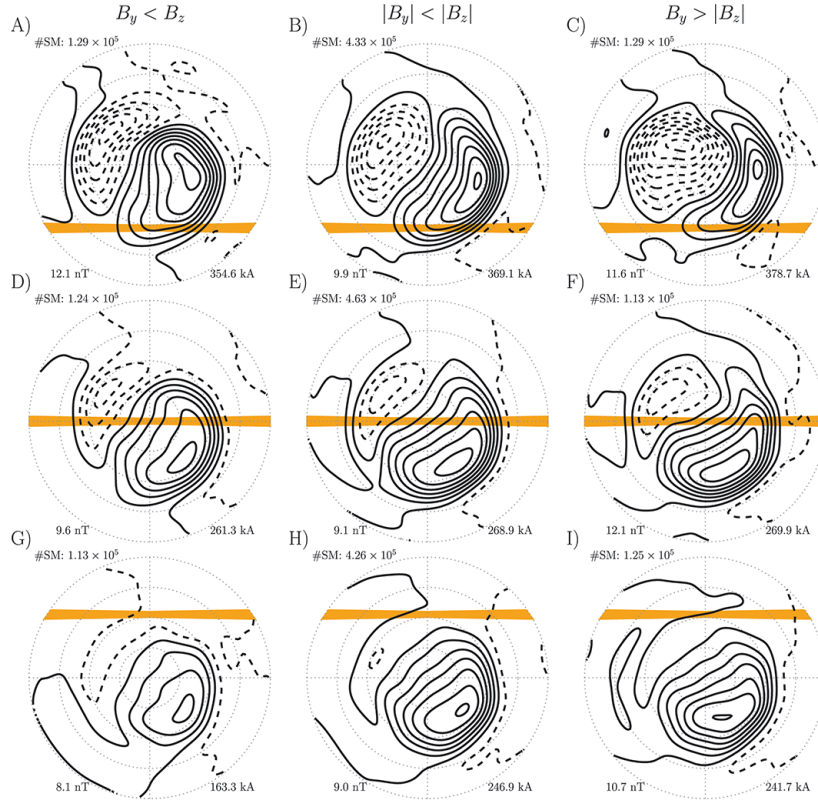 B_y < B_z
|B_y| < |B_z|
B_y > |B_z|
A)
#SM: 1.29 × 10^5
12.1 nT
354.6 kA
B)
#SM: 4.33 × 10^5
9.9 nT
369.1 kA
C)
#SM: 1.29 × 10^5
11.6 nT
378.7 kA
D)
#SM: 1.24 × 10^5
9.6 nT
261.3 kA
E)
#SM: 4.63 × 10^5
9.1 nT
268.9 kA
F)
#SM: 1.13 × 10^5
12.1 nT
269.9 kA
G)
#SM: 1.13 × 10^5
8.1 nT
163.3 kA
H)
#SM: 4.26 × 10^5
9.0 nT
246.9 kA
I)
#SM: 1.25 × 10^5
10.7 nT
241.7 kA